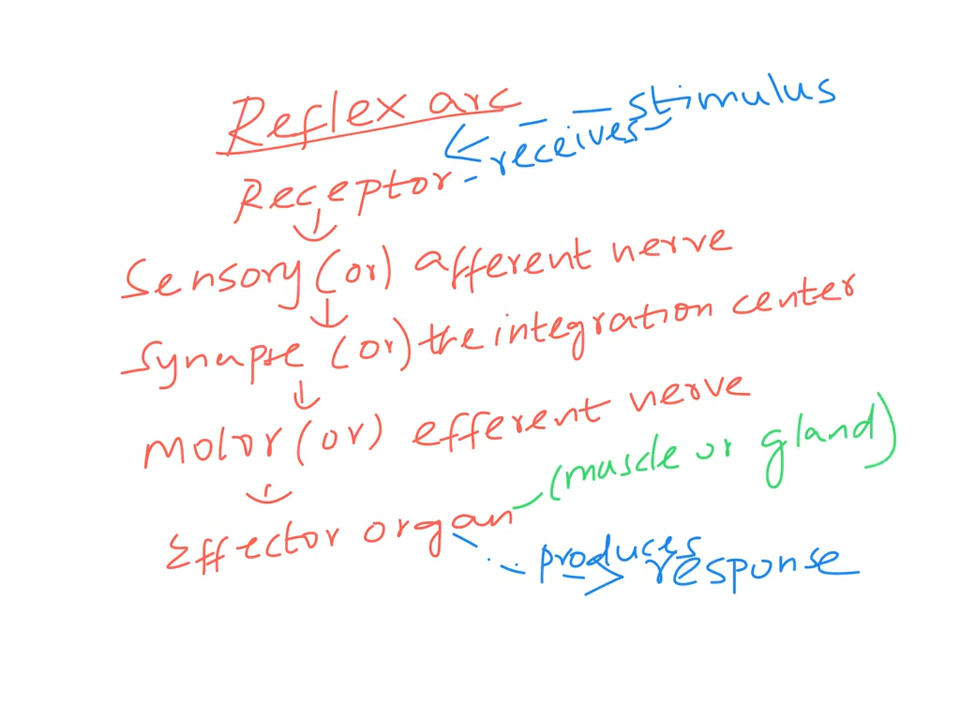 Reflex arc
stimulus
receives
Receptor
Sensory (or) afferent nerve
Synapse (or) the integration center
Motor (or) efferent nerve
(muscle or gland)
Effector organ
produces
response